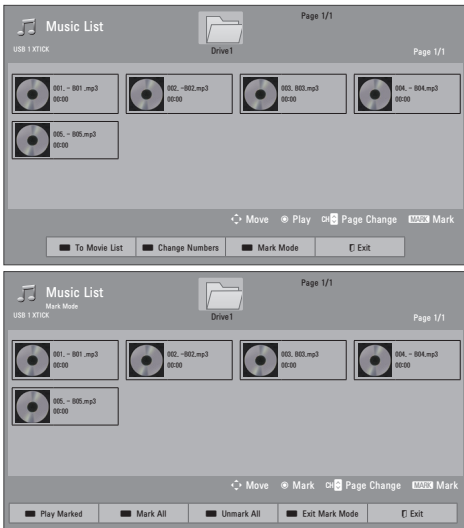 Music List
Page 1/1
USB 1 XTICK
Drive1
Page 1/1
001. - B01 .mp3
00:00
002. -B02.mp3
00:00
003. B03.mp3
00:00
004. - B04.mp3
00:00
005. - B05.mp3
00:00
Move Play CH Page Change MARK Mark
To Movie List Change Numbers Mark Mode Exit
Music List
Mark Mode
Page 1/1
USB 1 XTICK
Drive1
Page 1/1
001. - B01 .mp3
00:00
002. -B02.mp3
00:00
003. B03.mp3
00:00
004. - B04.mp3
00:00
005. - B05.mp3
00:00
Move Mark CH Page Change MARK Mark
Play Marked Mark All Unmark All Exit Mark Mode Exit